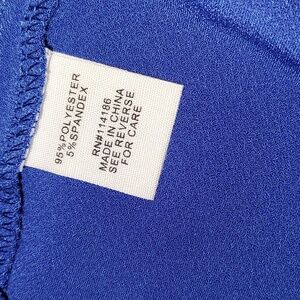 95%POLYESTER
5%SPANDEX
RN#114186
MADE IN CHINA
SEE REVERSE
FOR CARE